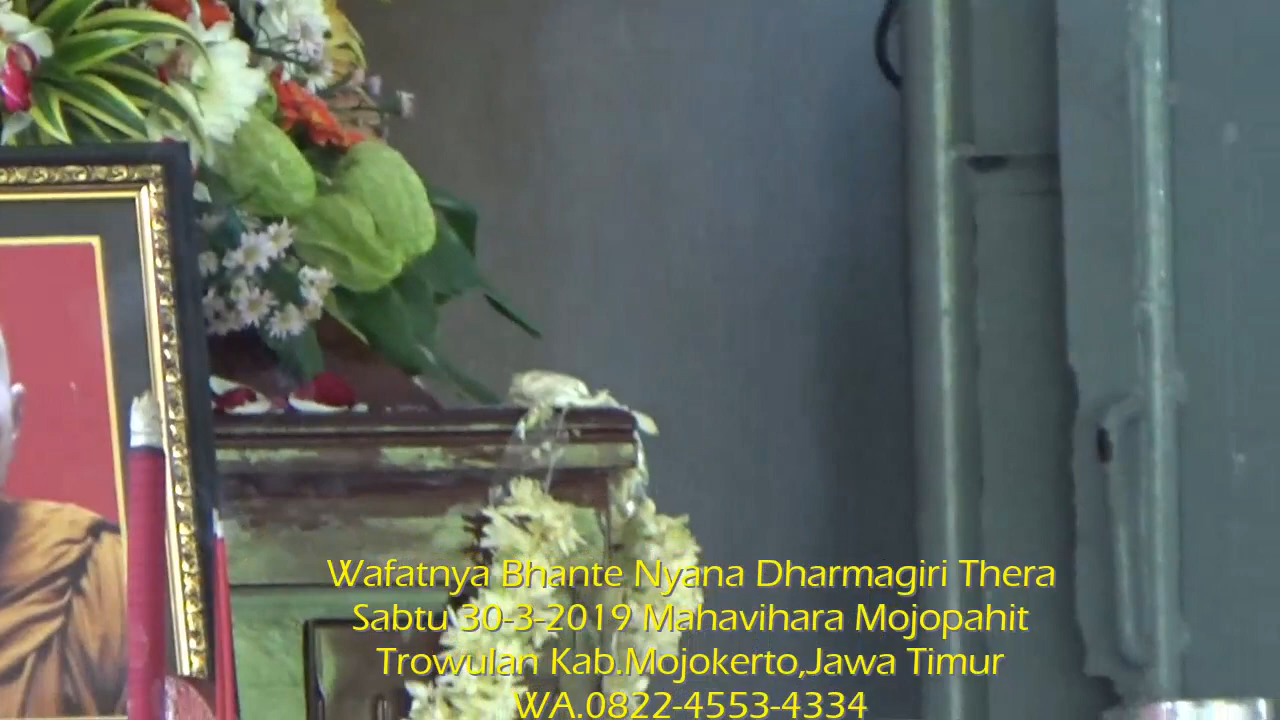 Wafatnya Bhante Nyana Dharmagiri Thera
Sabtu 30-3-2019 Mahavihara Mojopahit
Trowulan Kab.Mojokerto,Jawa Timur
WA.0822-4553-4334